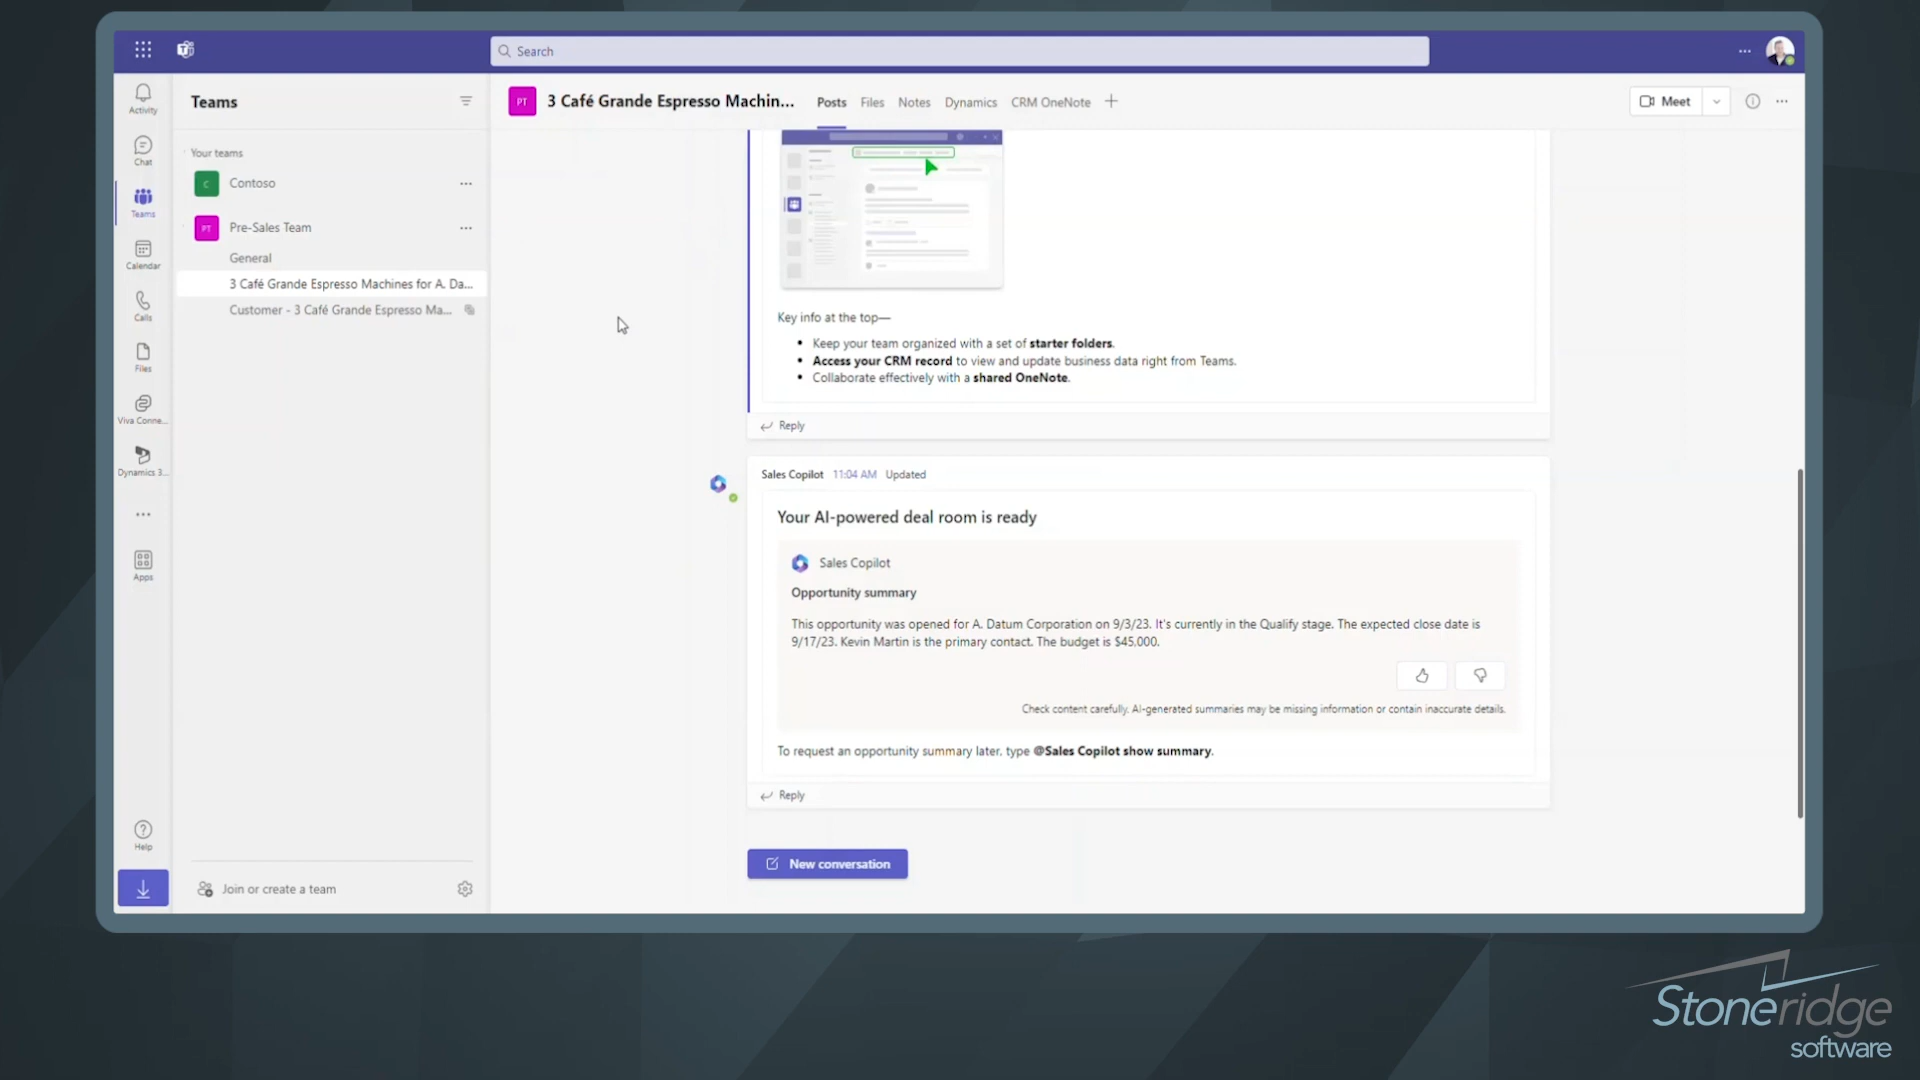 Search
Activity
Chat
Teams
Calendar
Calls
Files
Viva Conne...
Dynamics 3...
Apps
Help
Teams
Your teams
C
Contoso
PT
Pre-Sales Team
General
3 Café Grande Espresso Machines for A. Da...
Customer - 3 Café Grande Espresso Ma...
Join or create a team
PT
3 Café Grande Espresso Machin...
Posts
Files
Notes
Dynamics
CRM OneNote
Meet
Key info at the top—
• Keep your team organized with a set of starter folders.
• Access your CRM record to view and update business data right from Teams.
• Collaborate effectively with a shared OneNote.
Reply
Sales Copilot 11:04 AM Updated
Your AI-powered deal room is ready
Sales Copilot
Opportunity summary
This opportunity was opened for A. Datum Corporation on 9/3/23. It's currently in the Qualify stage. The expected close date is
9/17/23. Kevin Martin is the primary contact. The budget is $45,000.
Check content carefully. AI-generated summaries may be missing information or contain inaccurate details.
To request an opportunity summary later, type @Sales Copilot show summary.
Reply
New conversation
Stoneridge
software